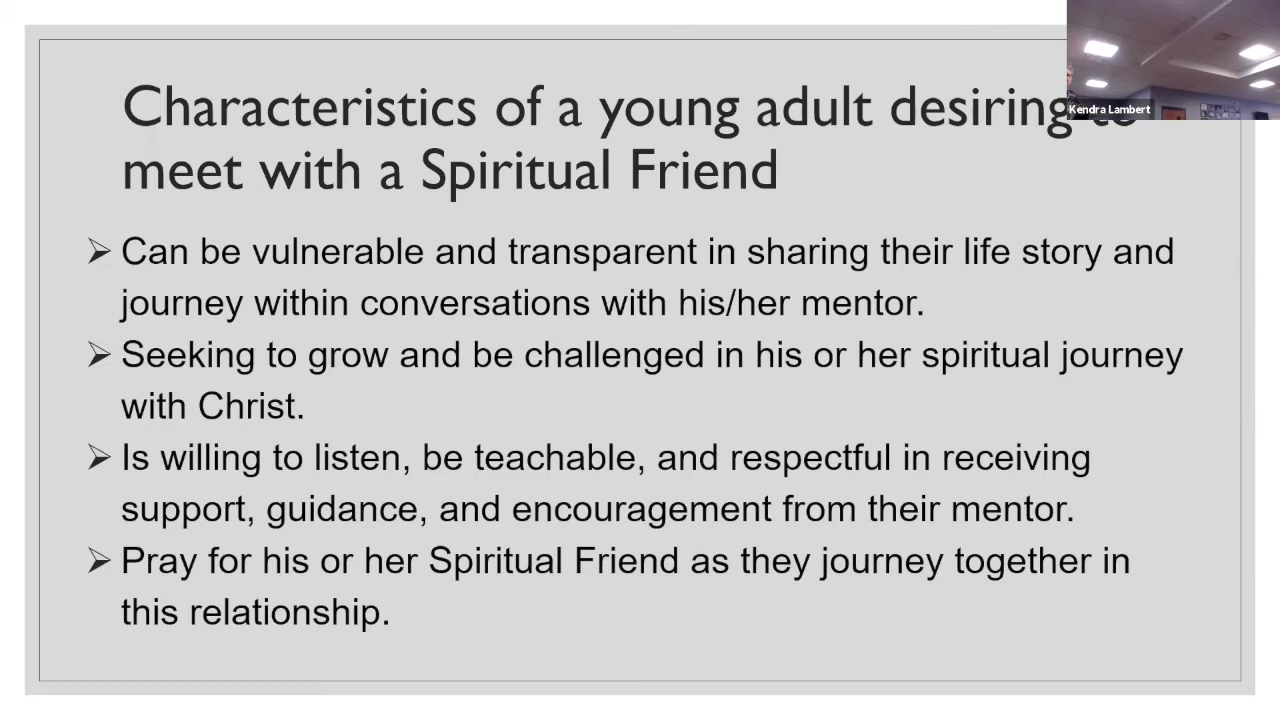 Characteristics of a young adult desiring to
meet with a Spiritual Friend
Kendra Lambert
➢ Can be vulnerable and transparent in sharing their life story and
journey within conversations with his/her mentor.
➢ Seeking to grow and be challenged in his or her spiritual journey
with Christ.
➢ Is willing to listen, be teachable, and respectful in receiving
support, guidance, and encouragement from their mentor.
➢ Pray for his or her Spiritual Friend as they journey together in
this relationship.